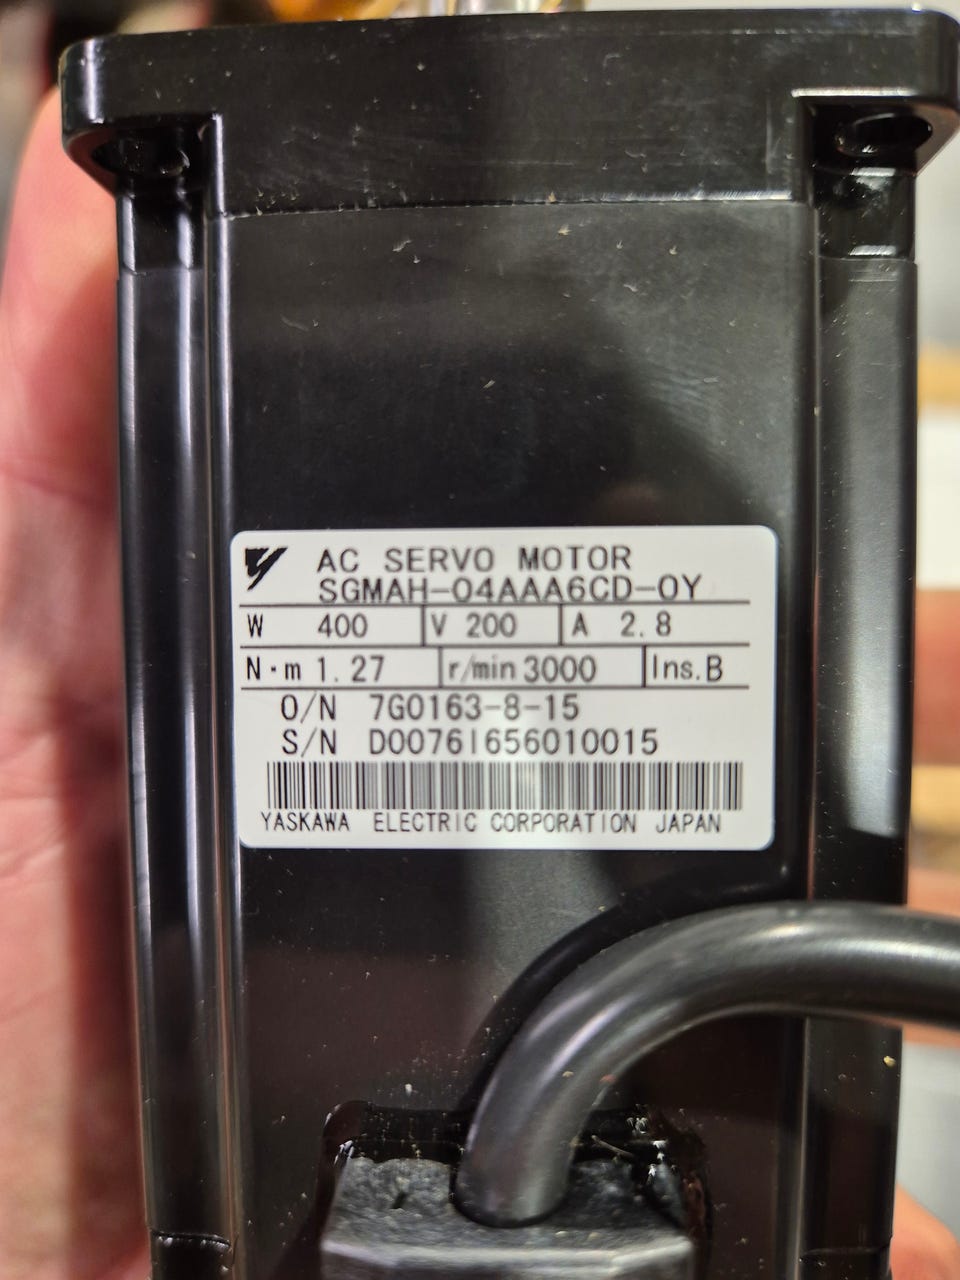 AC SERVO MOTOR
SGMAH-04AAA6CD-0Y
W 400 V 200 A 2.8
N·m 1.27 r/min 3000 Ins.B
O/N 7G0163-8-15
S/N D0076I656010015
YASKAWA ELECTRIC CORPORATION JAPAN